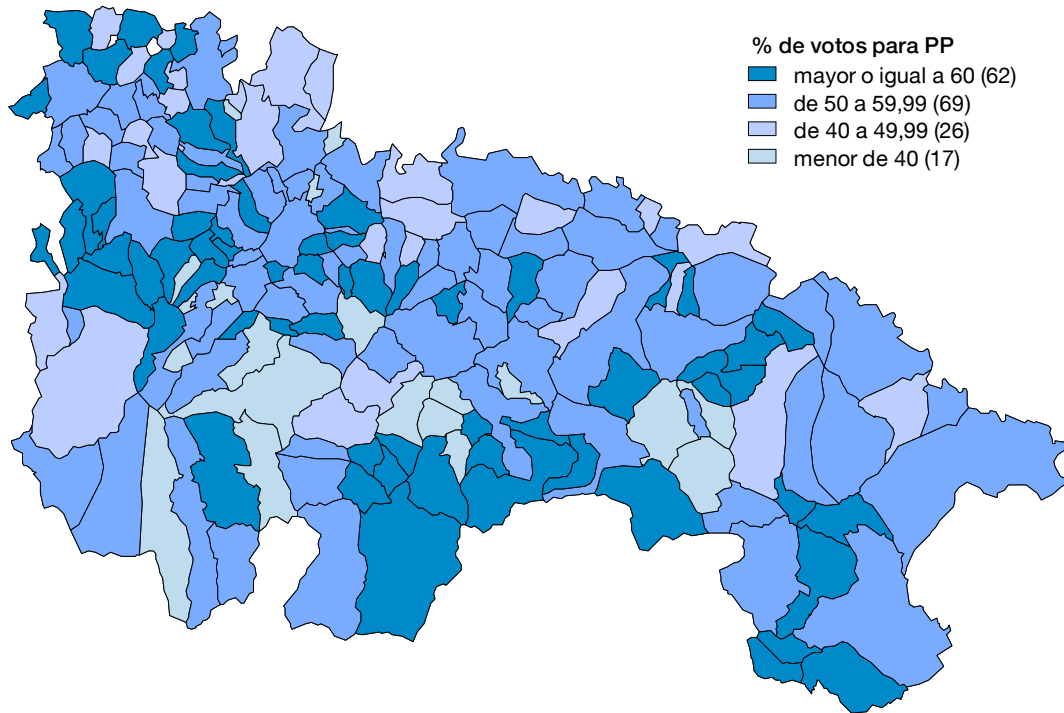 % de votos para PP
mayor o igual a 60 (62)
de 50 a 59,99 (69)
de 40 a 49,99 (26)
menor de 40 (17)